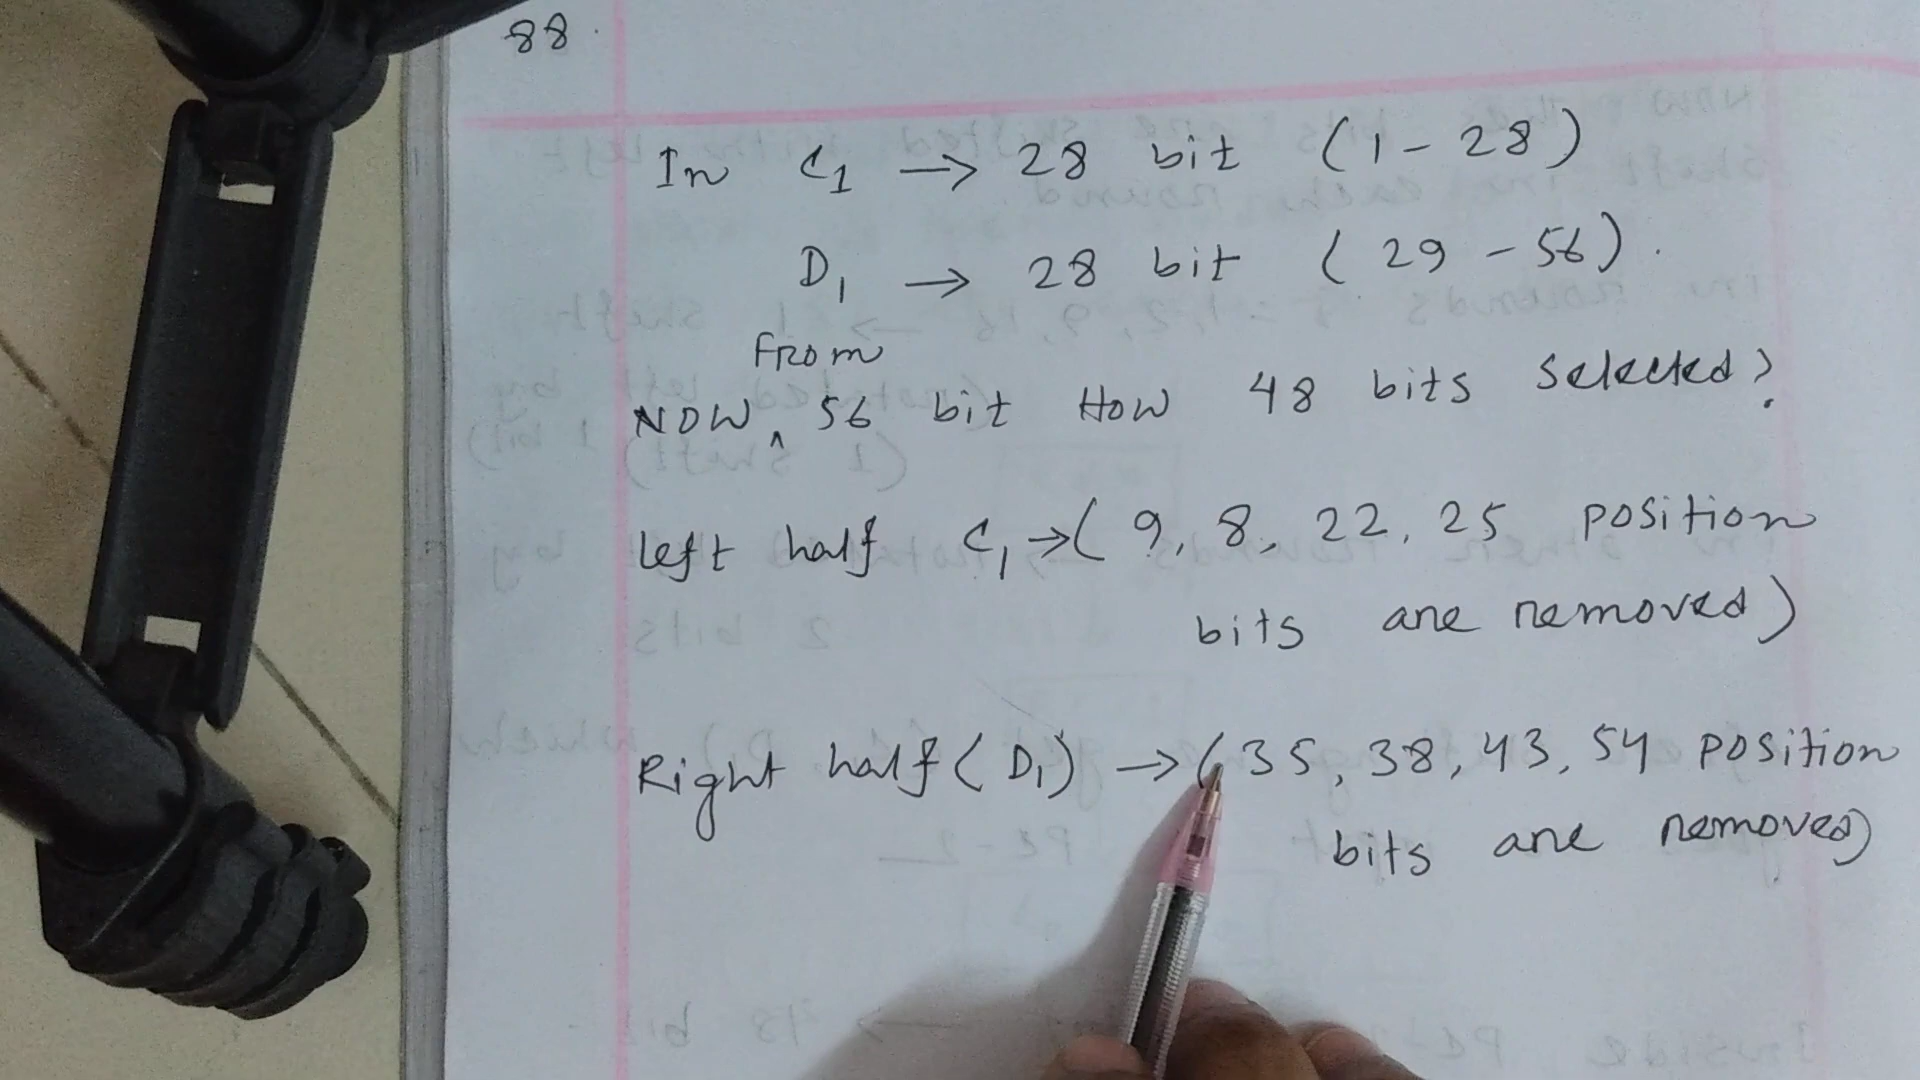 88.
In C1 → 28 bit (1 - 28)
D1 → 28 bit (29 - 56).
From
NOW ^ 56 bit How 48 bits selected?
left half C1 → ( 9, 8, 22, 25 position
bits are removed)
Right half ( D1) → ( 35, 38, 43, 54 position
bits are removed)